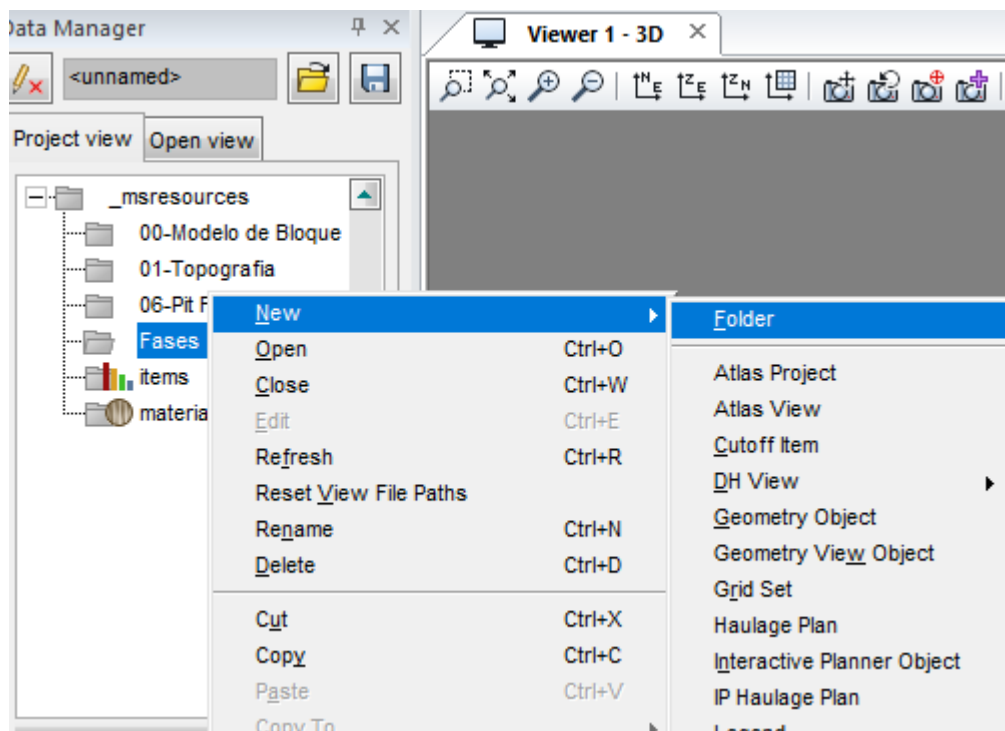 Data Manager
Viewer 1 - 3D
<unnamed>
Project view
Open view
_msresources
00-Modelo de Bloque
01-Topografia
06-Pit F
Fases
items
materia
New
Open Ctrl+O
Close Ctrl+W
Edit Ctrl+E
Refresh Ctrl+R
Reset View File Paths
Rename Ctrl+N
Delete Ctrl+D
Cut Ctrl+X
Copy Ctrl+C
Paste Ctrl+V
Copy To
Folder
Atlas Project
Atlas View
Cutoff Item
DH View
Geometry Object
Geometry View Object
Grid Set
Haulage Plan
Interactive Planner Object
IP Haulage Plan
Legend